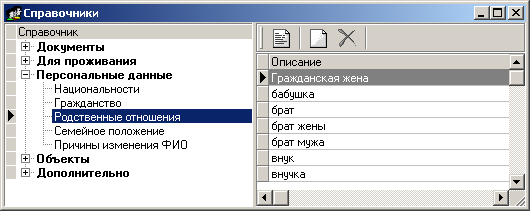 Справочники
Справочник
Документы
Для проживания
Персональные данные
Национальности
Гражданство
Родственные отношения
Семейное положение
Причины изменения ФИО
Объекты
Дополнительно
Описание
Гражданская жена
бабушка
брат
брат жены
брат мужа
внук
внучка